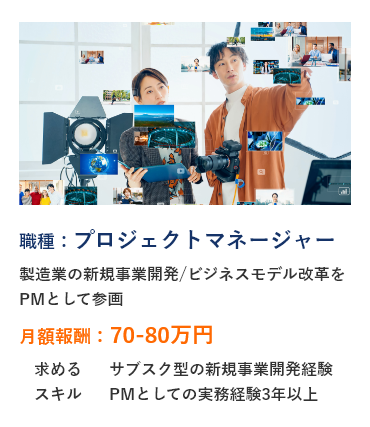 職種：プロジェクトマネージャー
製造業の新規事業開発/ビジネスモデル改革を
PMとして参画
月額報酬：70-80万円
求める サブスク型の新規事業開発経験
スキル PMとしての実務経験3年以上